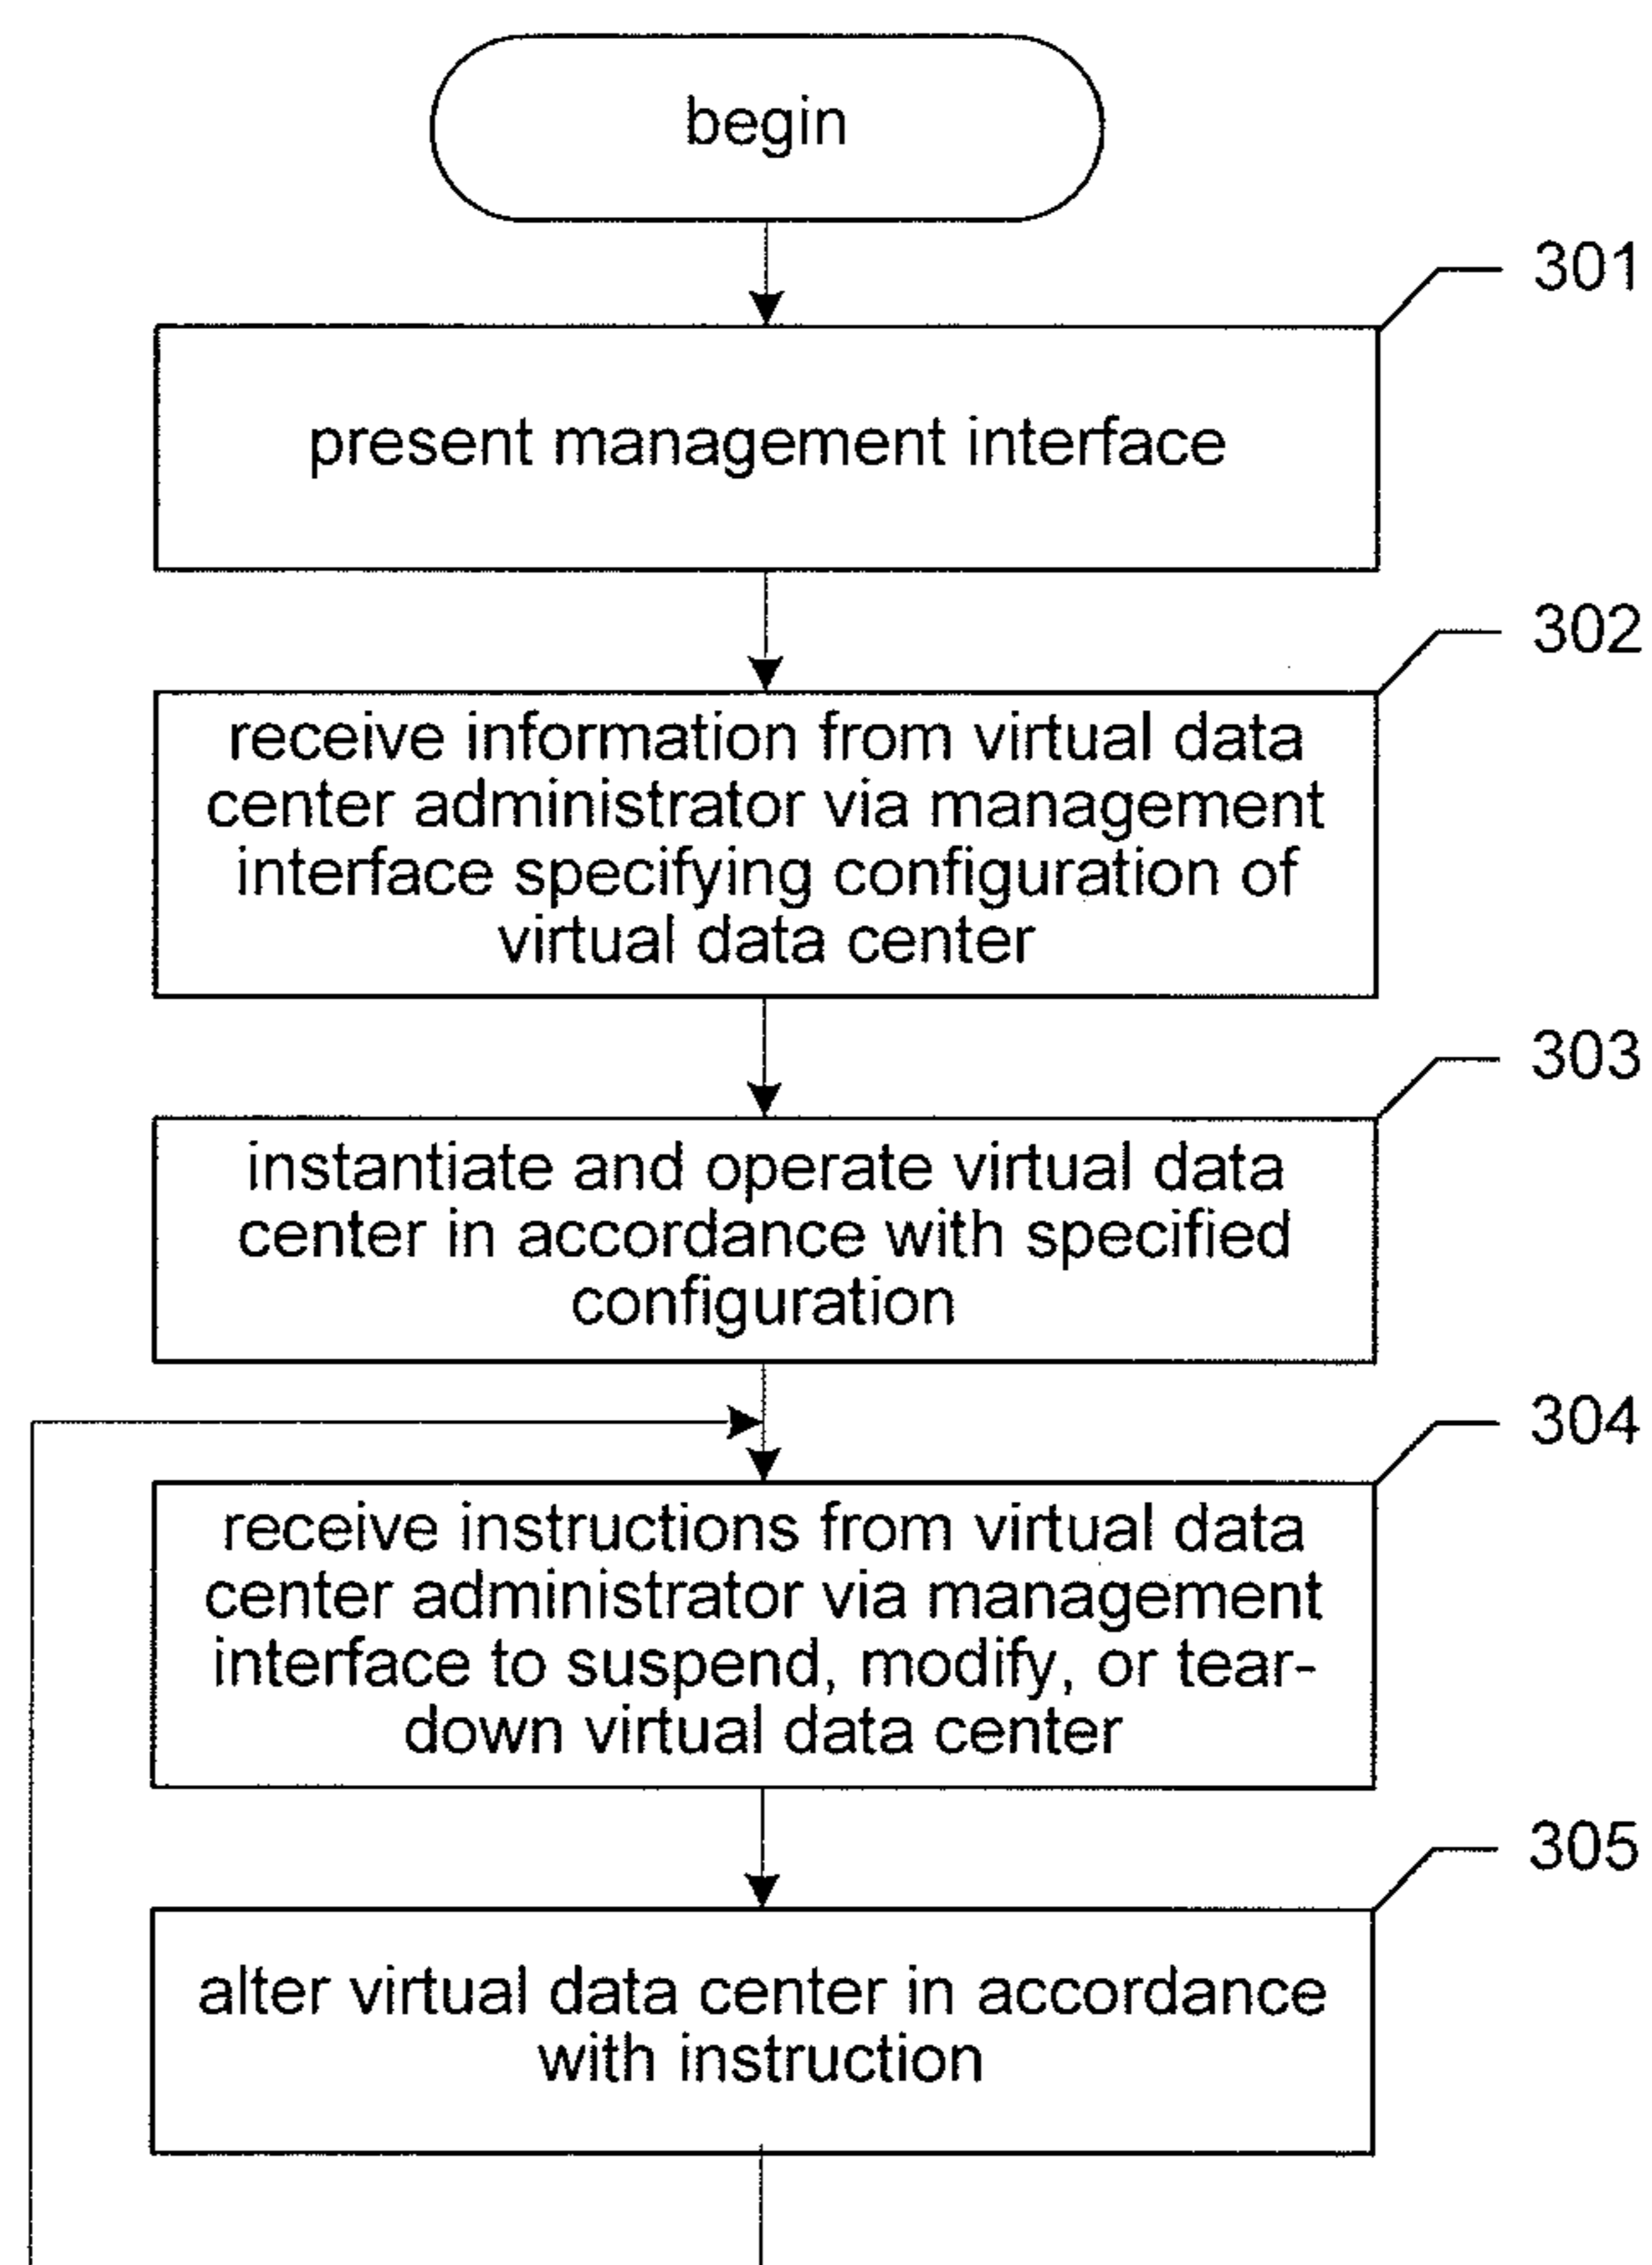 begin
301
present management interface
302
receive information from virtual data
center administrator via management
interface specifying configuration of
virtual data center
303
instantiate and operate virtual data
center in accordance with specified
configuration
304
receive instructions from virtual data
center administrator via management
interface to suspend, modify, or tear-
down virtual data center
305
alter virtual data center in accordance
with instruction